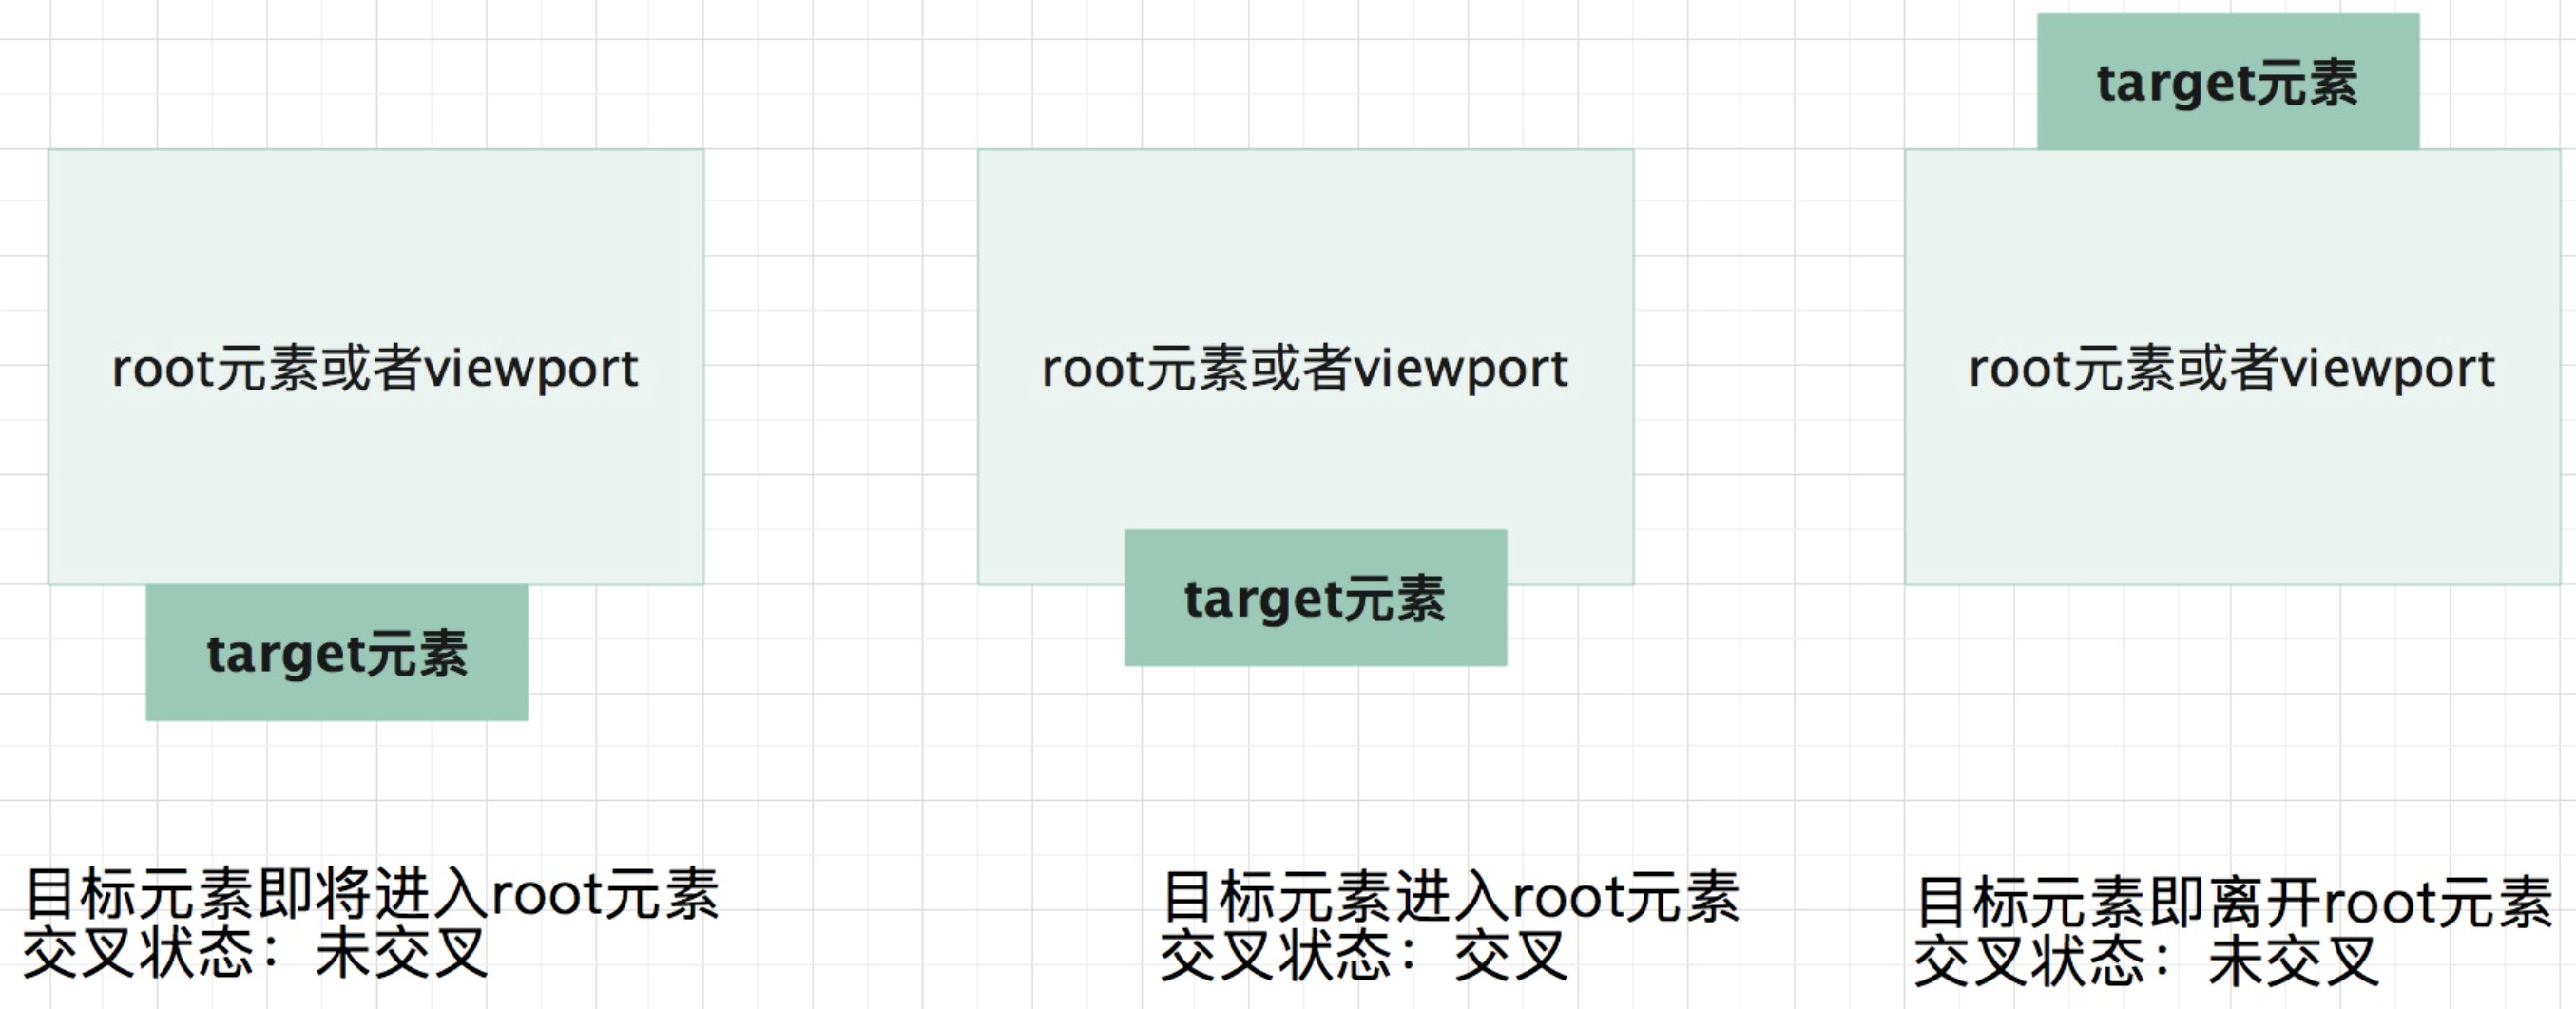 root元素或者viewport
target元素
目标元素即将进入root元素
交叉状态：未交叉
root元素或者viewport
target元素
目标元素进入root元素
交叉状态：交叉
target元素
root元素或者viewport
目标元素即离开root元素
交叉状态：未交叉